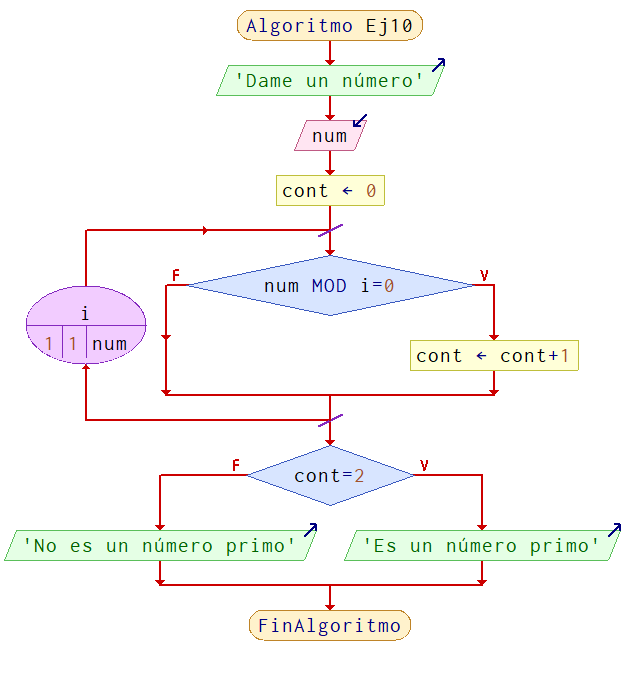 Algoritmo Ej10
'Dame un número'
num
cont ← 0
F
V
num MOD i=0
i
1 1 num
cont ← cont+1
F
V
cont=2
'No es un número primo'
'Es un número primo'
FinAlgoritmo